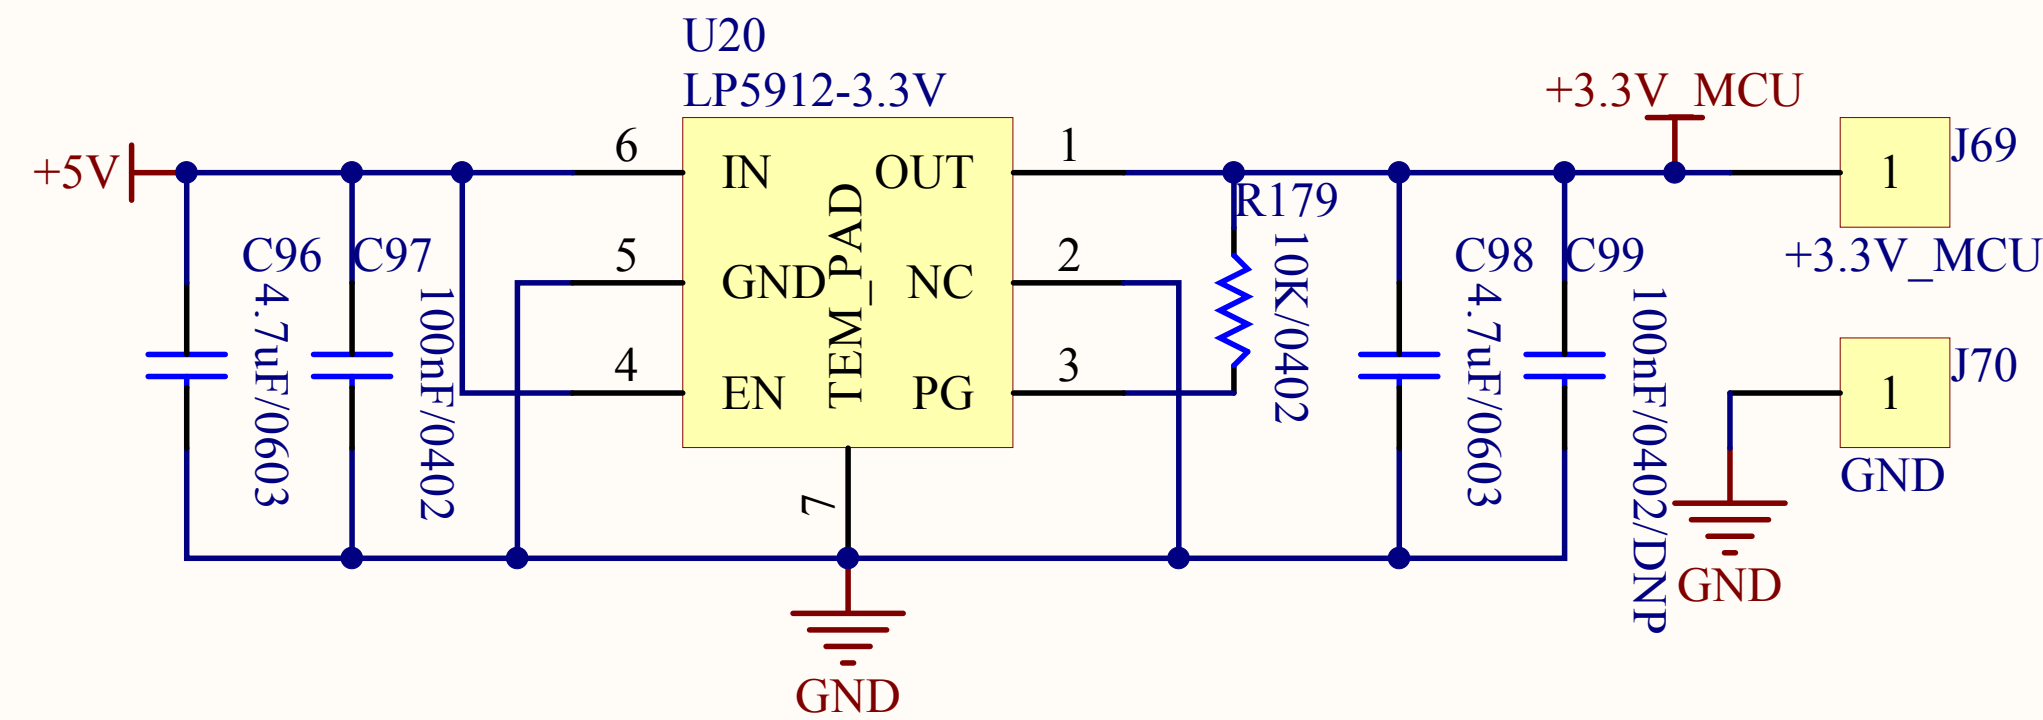 U20
LP5912-3.3V
+5V
6
IN
5
GND
4
EN
TEM_PAD
OUT
1
NC
2
PG
3
7
GND
C96
4.7uF/0603
C97
100nF/0402
R179
10K/0402
C98
4.7uF/0603
C99
100nF/0402/DNP
+3.3V_MCU
1
J69
+3.3V_MCU
1
J70
GND
GND